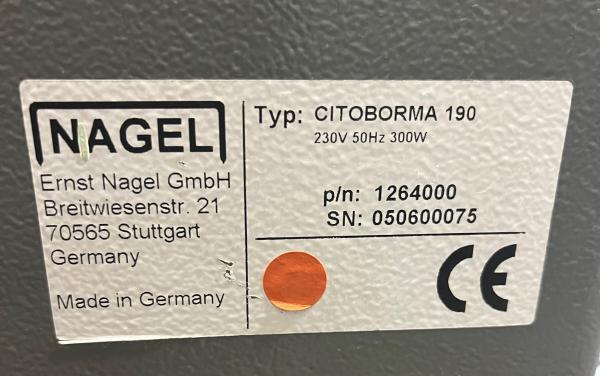 NAGEL
Ernst Nagel GmbH
Breitwiesenstr. 21
70565 Stuttgart
Germany
Made in Germany
Typ: CITOBORMA 190
230V 50Hz 300W
p/n: 1264000
SN: 050600075
CE